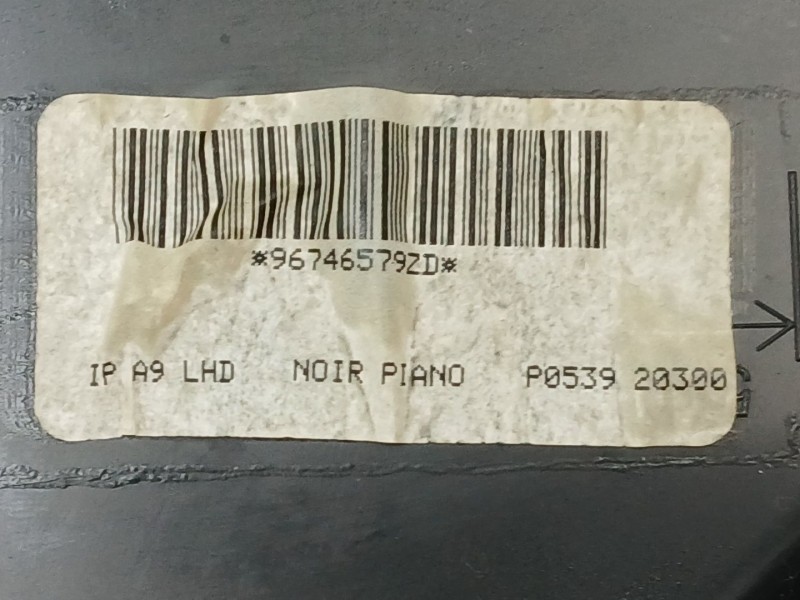 *96746579ZD*
IP A9 LHD NOIR PIANO P0539 20300